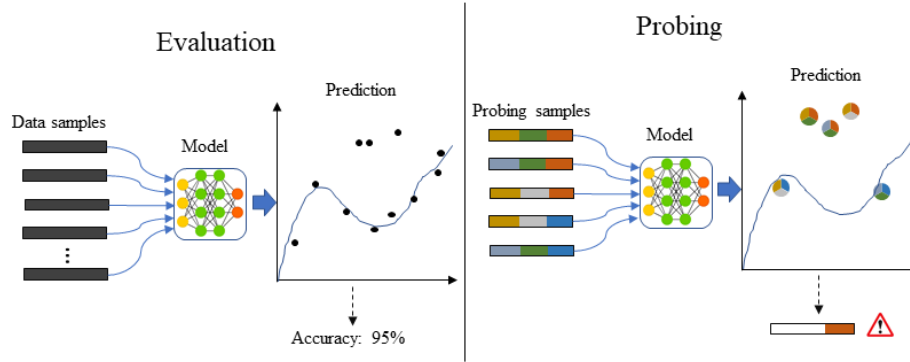 Evaluation
Prediction
Data samples
Model
...
Accuracy: 95%
Probing
Prediction
Probing samples
Model
!